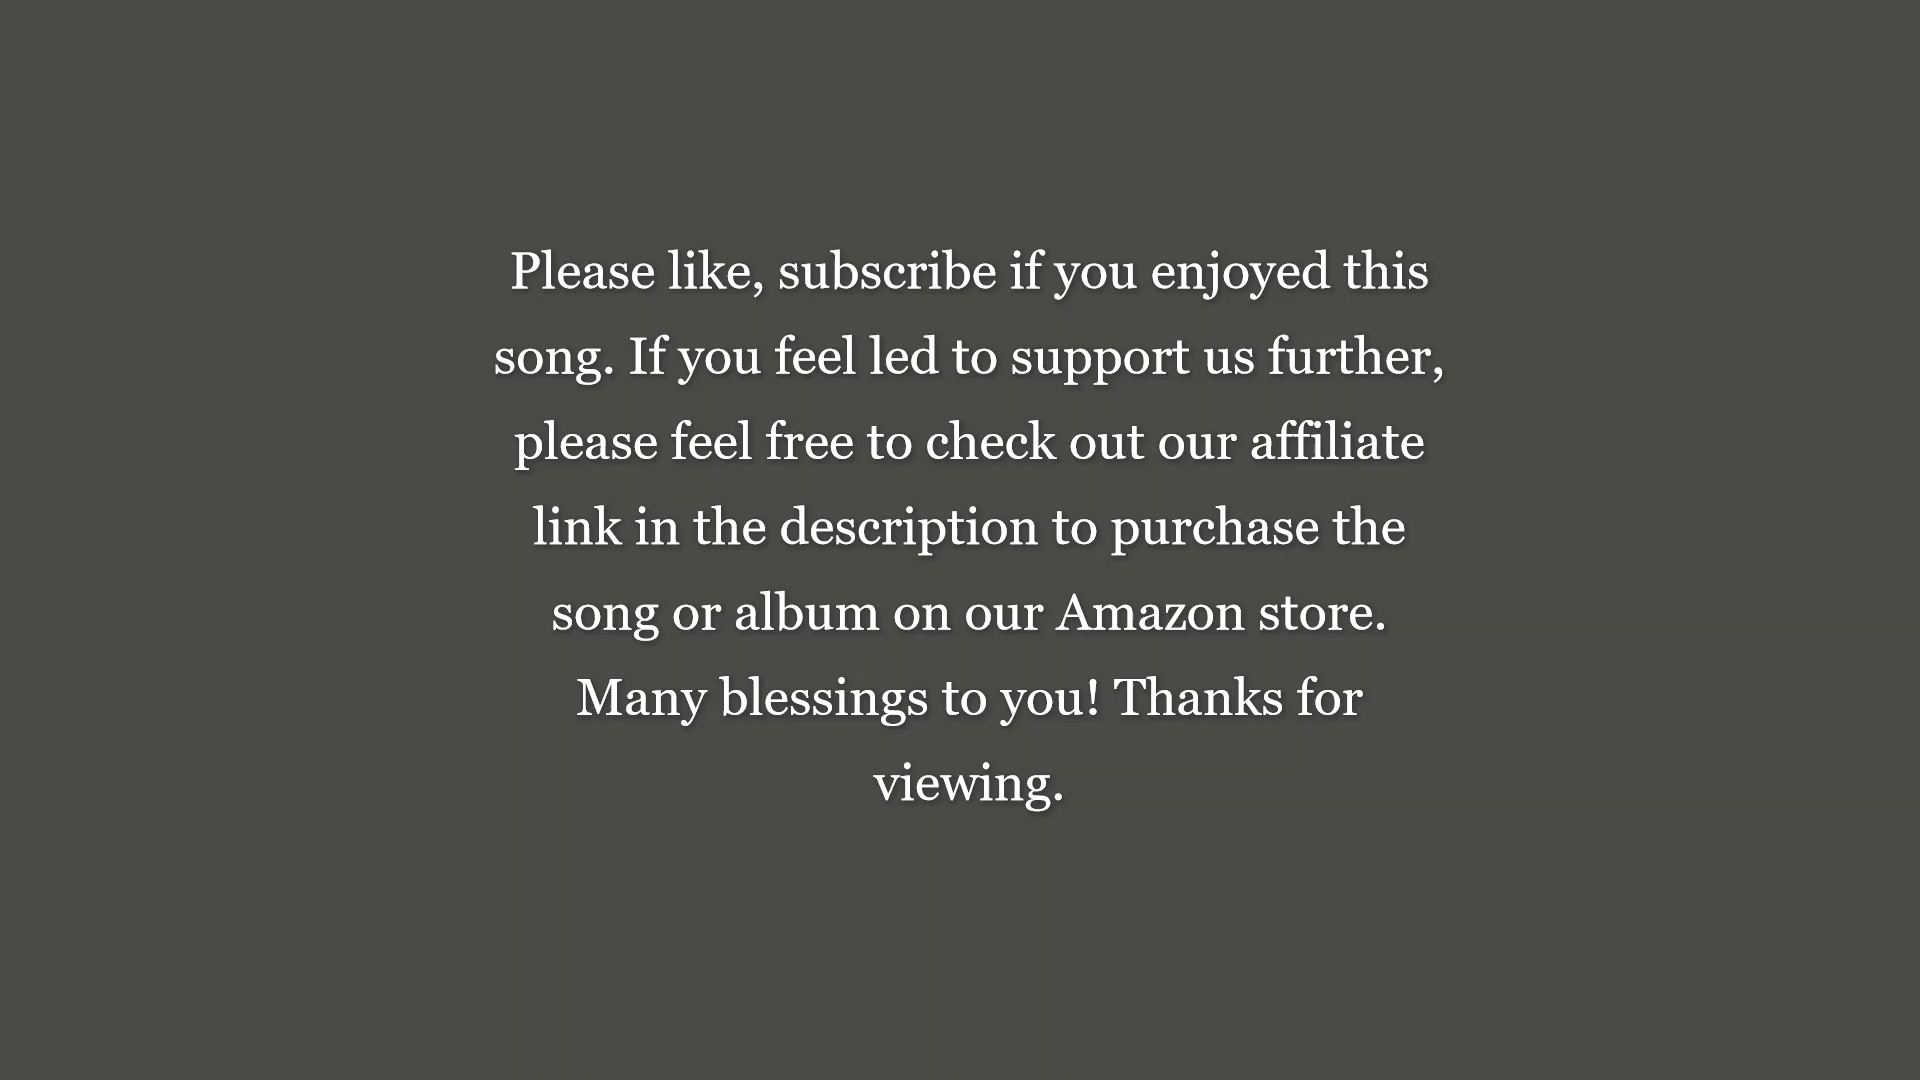 Please like, subscribe if you enjoyed this
song. If you feel led to support us further,
please feel free to check out our affiliate
link in the description to purchase the
song or album on our Amazon store.
Many blessings to you! Thanks for
viewing.